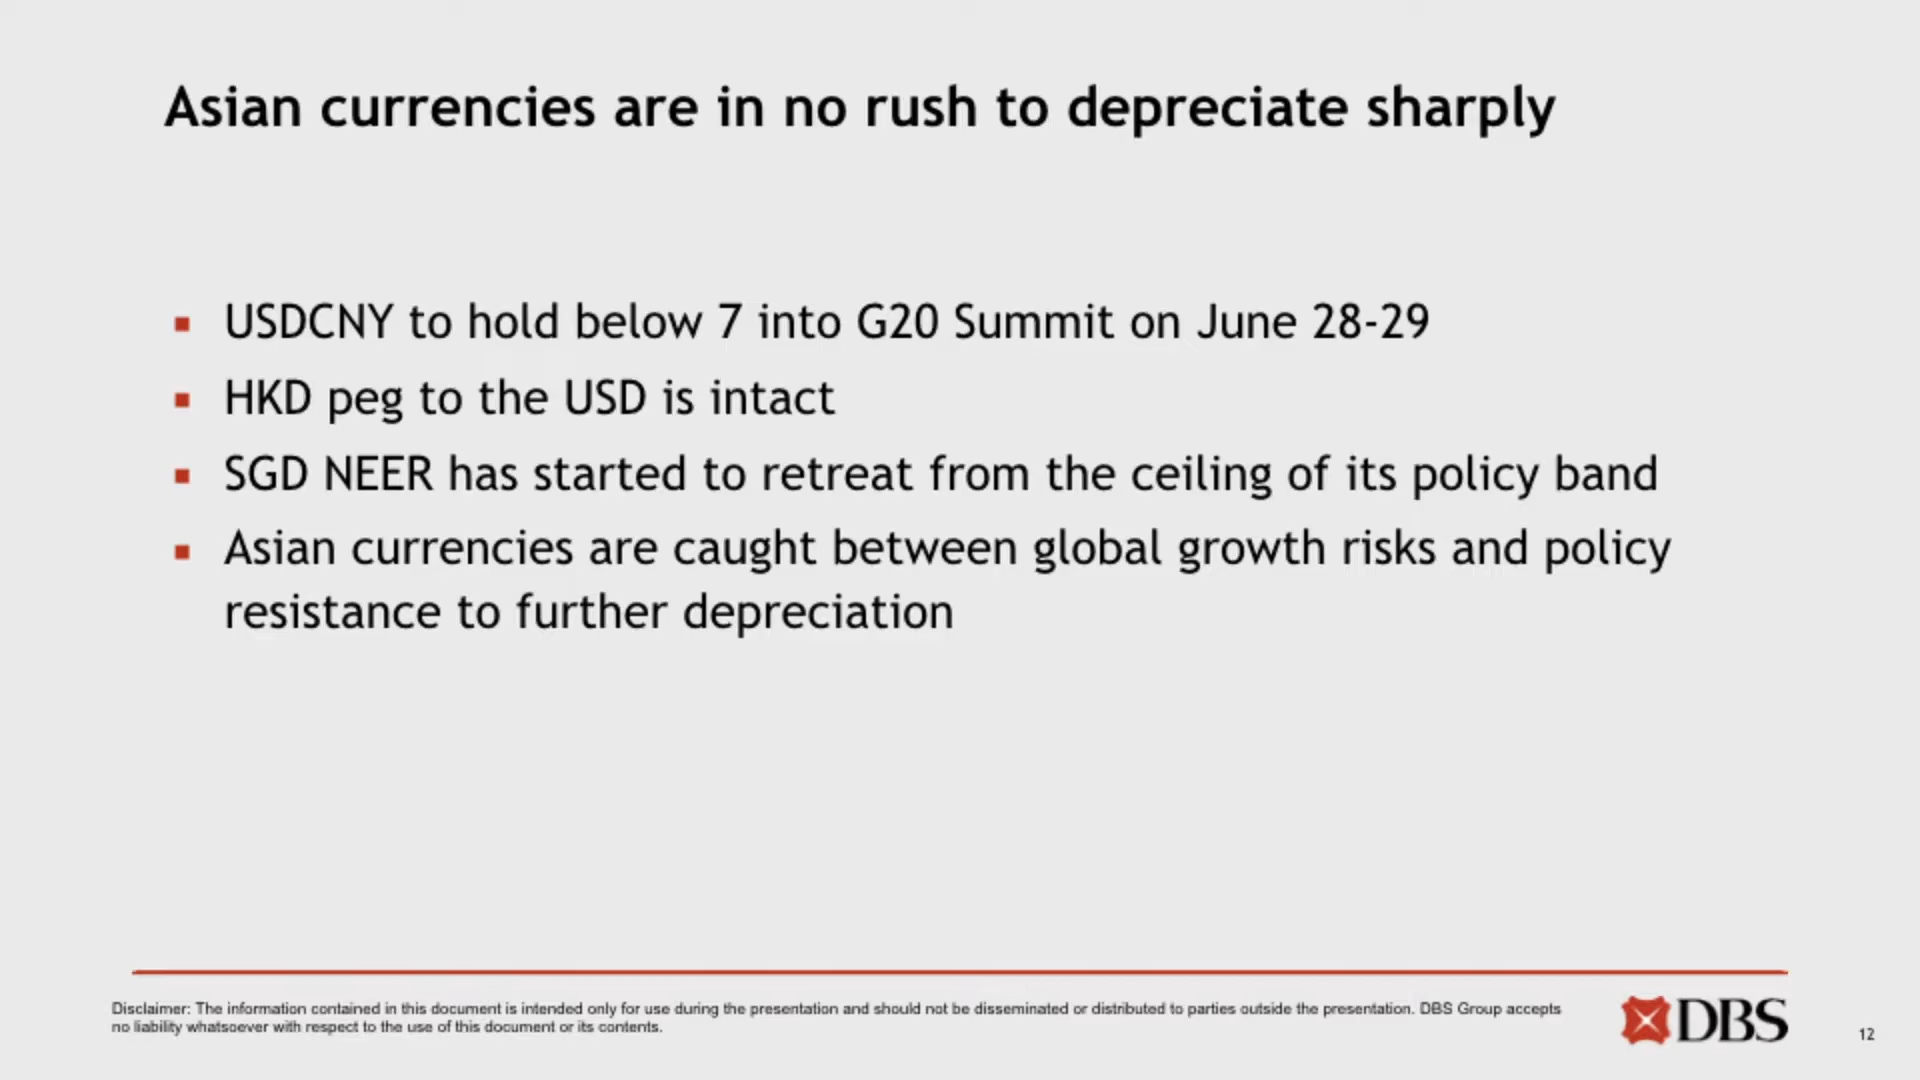 Asian currencies are in no rush to depreciate sharply
USDCNY to hold below 7 into G20 Summit on June 28-29
HKD peg to the USD is intact
SGD NEER has started to retreat from the ceiling of its policy band
Asian currencies are caught between global growth risks and policy
resistance to further depreciation
Disclaimer: The information contained in this document is intended only for use during the presentation and should not be disseminated or distributed to parties outside the presentation. DBS Group accepts
no liability whatsoever with respect to the use of this document or its contents.
DBS
12